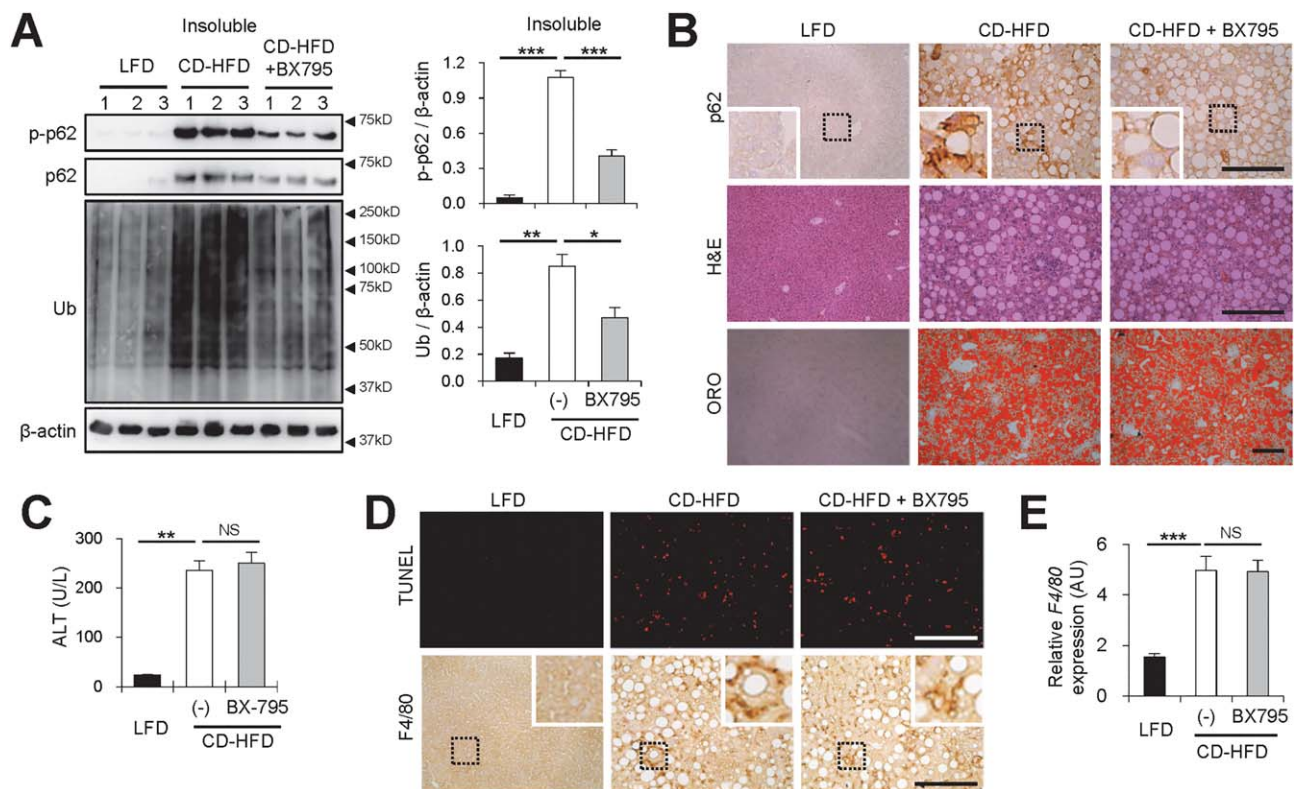 A
Insoluble
LFD
CD-HFD
CD-HFD
+BX795
1 2 3 1 2 3 1 2 3
p-p62
75kD
p62
75kD
Ub
250kD
150kD
100kD
75kD
50kD
37kD
β-actin
37kD
Insoluble
*** ***
p-p62 / β-actin
1.2
0.9
0.6
0.3
0.0
** *
Ub / β-actin
1.0
0.8
0.6
0.4
0.2
0.0
LFD
(-) BX795
CD-HFD
B
LFD CD-HFD CD-HFD + BX795
p62
H&E
ORO
C
** NS
ALT (U/L)
300
200
100
0
LFD
(-) BX-795
CD-HFD
D
LFD CD-HFD CD-HFD + BX795
TUNEL
F4/80
E
*** NS
Relative F4/80
expression (AU)
6
4
2
0
LFD
(-) BX795
CD-HFD